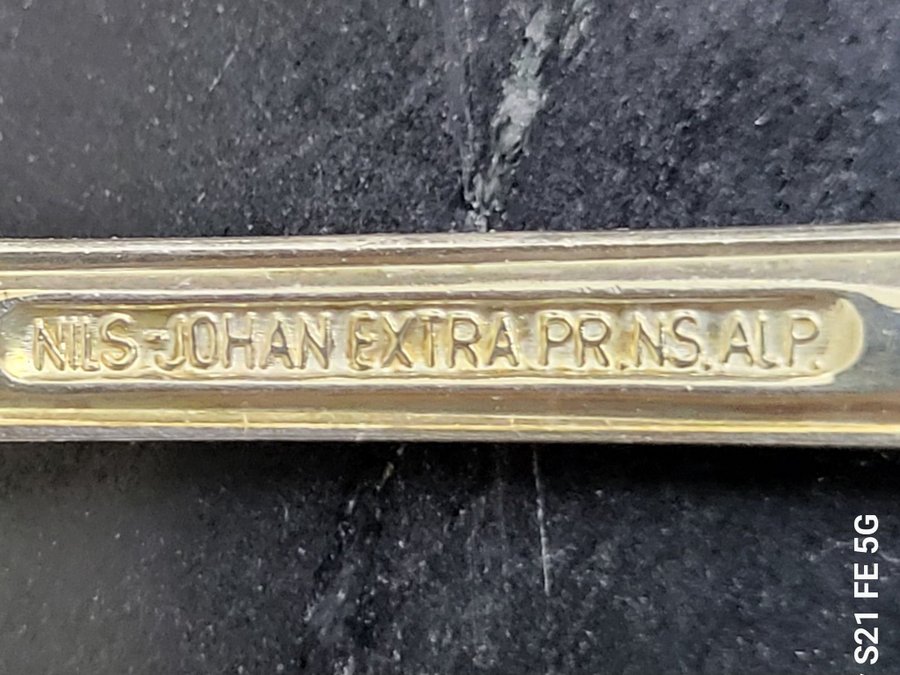 NILS-JOHAN EXTRA PR.NS.ALP.
S21 FE 5G